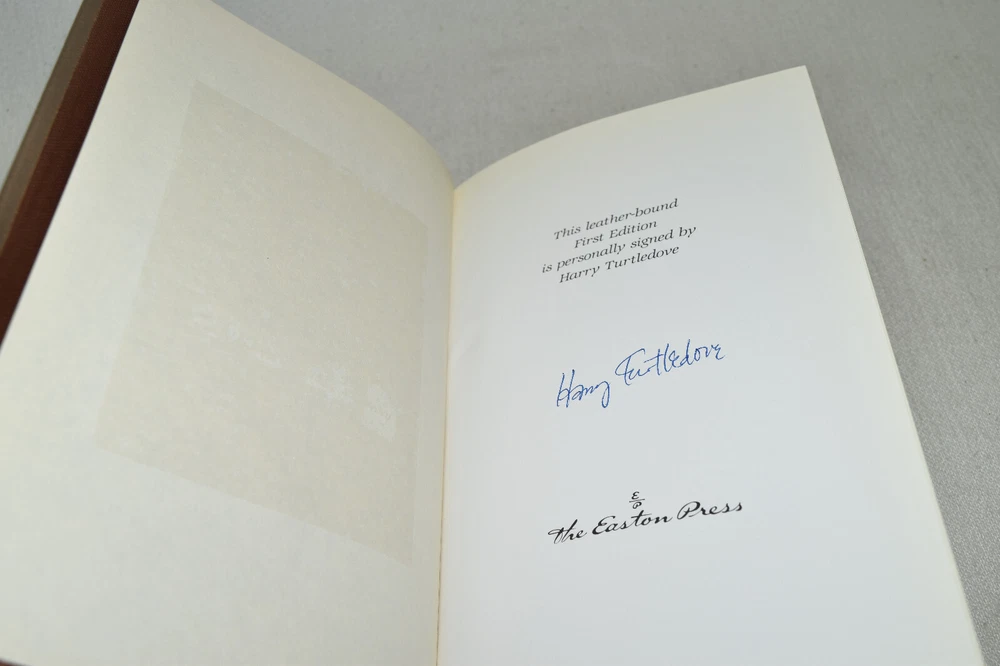 This leather-bound
First Edition
is personally signed by
Harry Turtledove
Harry Turtledove
E
P
the Easton Press